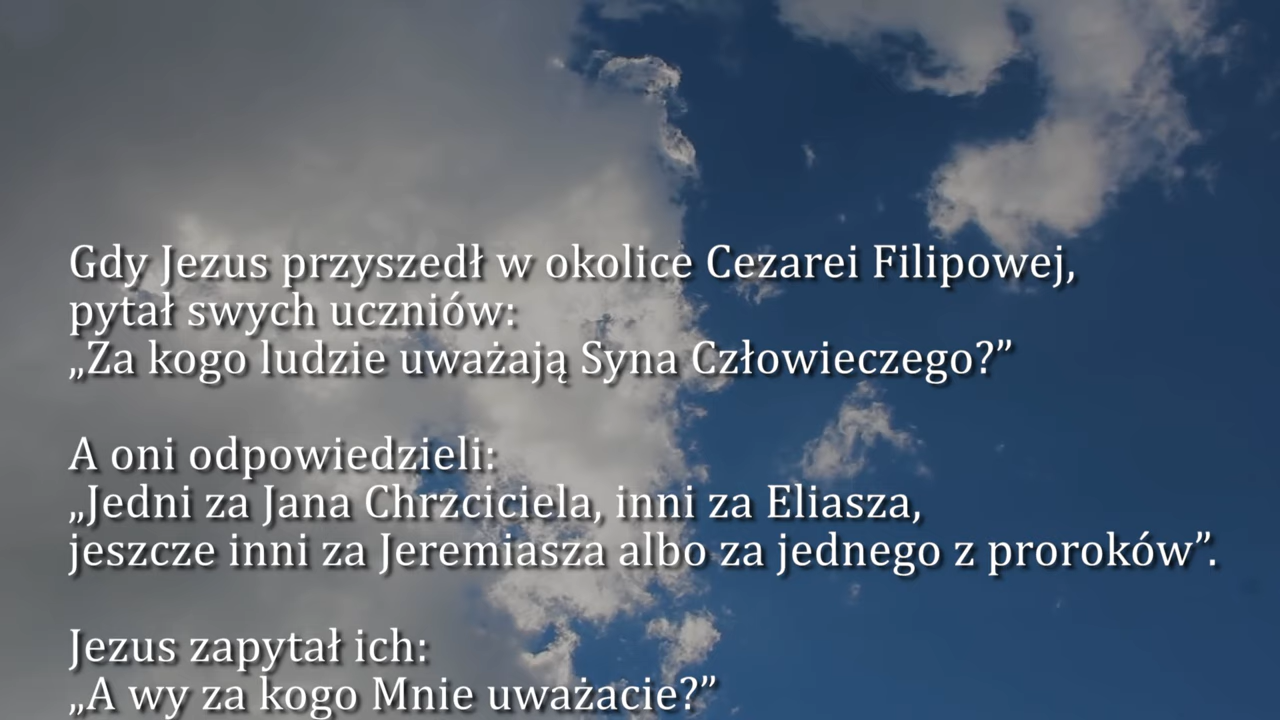 Gdy Jezus przyszedł w okolice Cezarei Filipowej,
pytał swych uczniów:
„Za kogo ludzie uważają Syna Człowieczego?”
A oni odpowiedzieli:
„Jedni za Jana Chrzciciela, inni za Eliasza,
jeszcze inni za Jeremiasza albo za jednego z proroków”.
Jezus zapytał ich:
„A wy za kogo Mnie uważacie?”